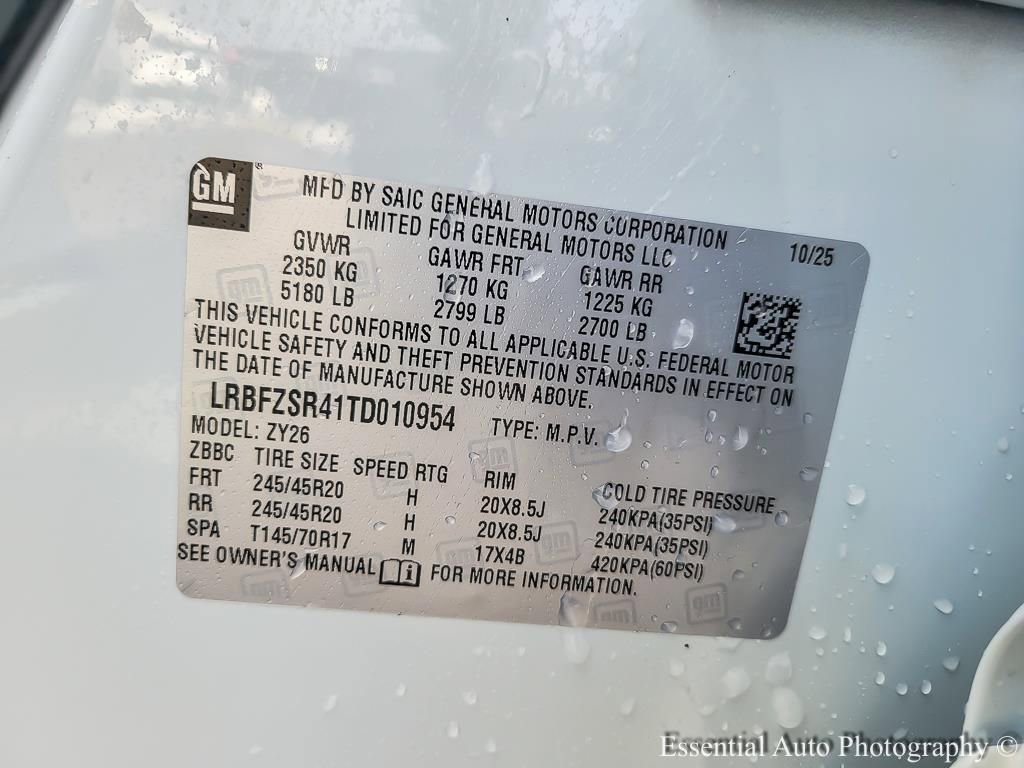 GM
MFD BY SAIC GENERAL MOTORS CORPORATION
LIMITED FOR GENERAL MOTORS LLC
10/25
GVWR GAWR FRT GAWR RR
2350 KG 1270 KG 1225 KG
5180 LB 2799 LB 2700 LB
THIS VEHICLE CONFORMS TO ALL APPLICABLE U.S. FEDERAL MOTOR
VEHICLE SAFETY AND THEFT PREVENTION STANDARDS IN EFFECT ON
THE DATE OF MANUFACTURE SHOWN ABOVE.
LRBFZSR41TD010954 TYPE: M.P.V.
MODEL: ZY26
ZBBC TIRE SIZE SPEED RTG RIM COLD TIRE PRESSURE
FRT 245/45R20 H 20X8.5J 240KPA(35PSI)
RR 245/45R20 H 20X8.5J 240KPA(35PSI)
SPA T145/70R17 M 17X4B 420KPA(60PSI)
SEE OWNER'S MANUAL FOR MORE INFORMATION.
Essential Auto Photography ©